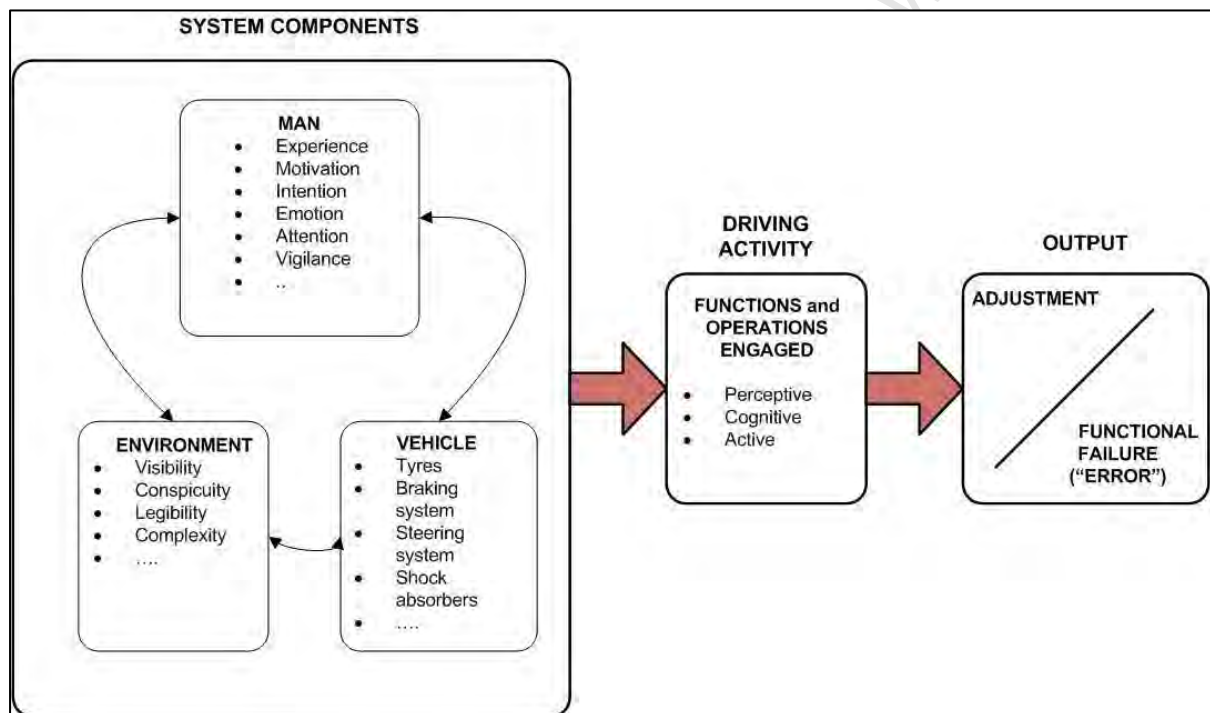 SYSTEM COMPONENTS
MAN
• Experience
• Motivation
• Intention
• Emotion
• Attention
• Vigilance
• ..
ENVIRONMENT
• Visibility
• Conspicuity
• Legibility
• Complexity
• ....
VEHICLE
• Tyres
• Braking
system
• Steering
system
• Shock
absorbers
• ....
DRIVING
ACTIVITY
FUNCTIONS and
OPERATIONS
ENGAGED
• Perceptive
• Cognitive
• Active
OUTPUT
ADJUSTMENT
FUNCTIONAL
FAILURE
("ERROR")